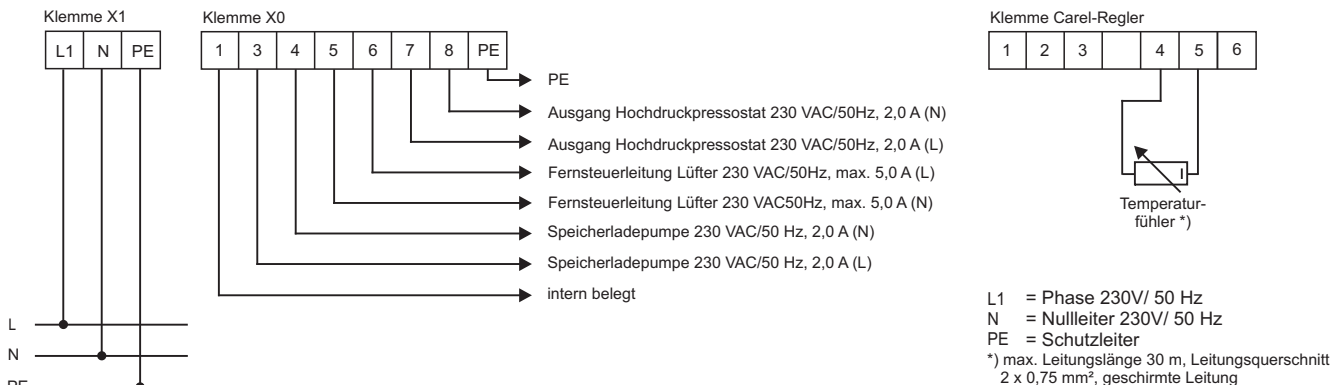 Klemme X1
L1 N PE
Klemme X0
1 3 4 5 6 7 8 PE
PE
Ausgang Hochdruckpressostat 230 VAC/50Hz, 2,0 A (N)
Ausgang Hochdruckpressostat 230 VAC/50Hz, 2,0 A (L)
Fernsteuerleitung Lüfter 230 VAC/50Hz, max. 5,0 A (L)
Fernsteuerleitung Lüfter 230 VAC50Hz, max. 5,0 A (N)
Speicherladepumpe 230 VAC/50 Hz, 2,0 A (N)
Speicherladepumpe 230 VAC/50 Hz, 2,0 A (L)
intern belegt
L
N
PE
Klemme Carel-Regler
1 2 3 4 5 6
Temperatur-
fühler *)
L1 = Phase 230V/ 50 Hz
N = Nullleiter 230V/ 50 Hz
PE = Schutzleiter
*) max. Leitungslänge 30 m, Leitungsquerschnitt
2 x 0,75 mm², geschirmte Leitung